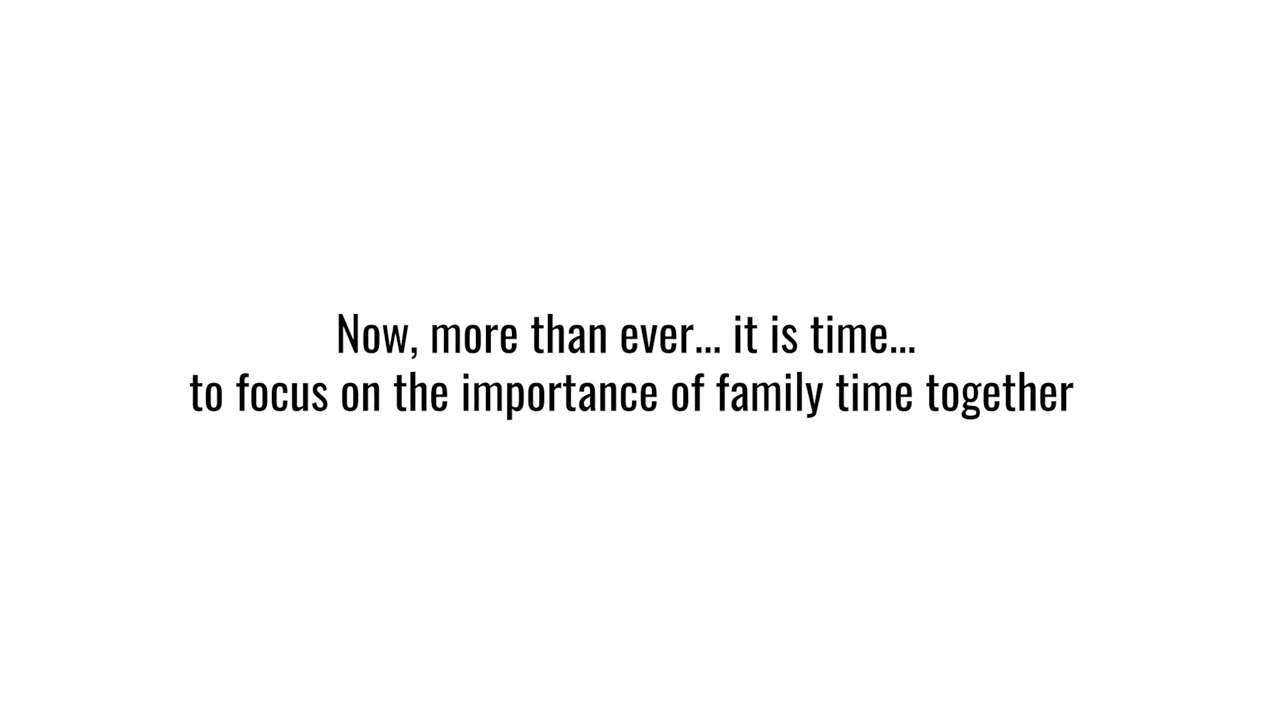 Now, more than ever... it is time...
to focus on the importance of family time together